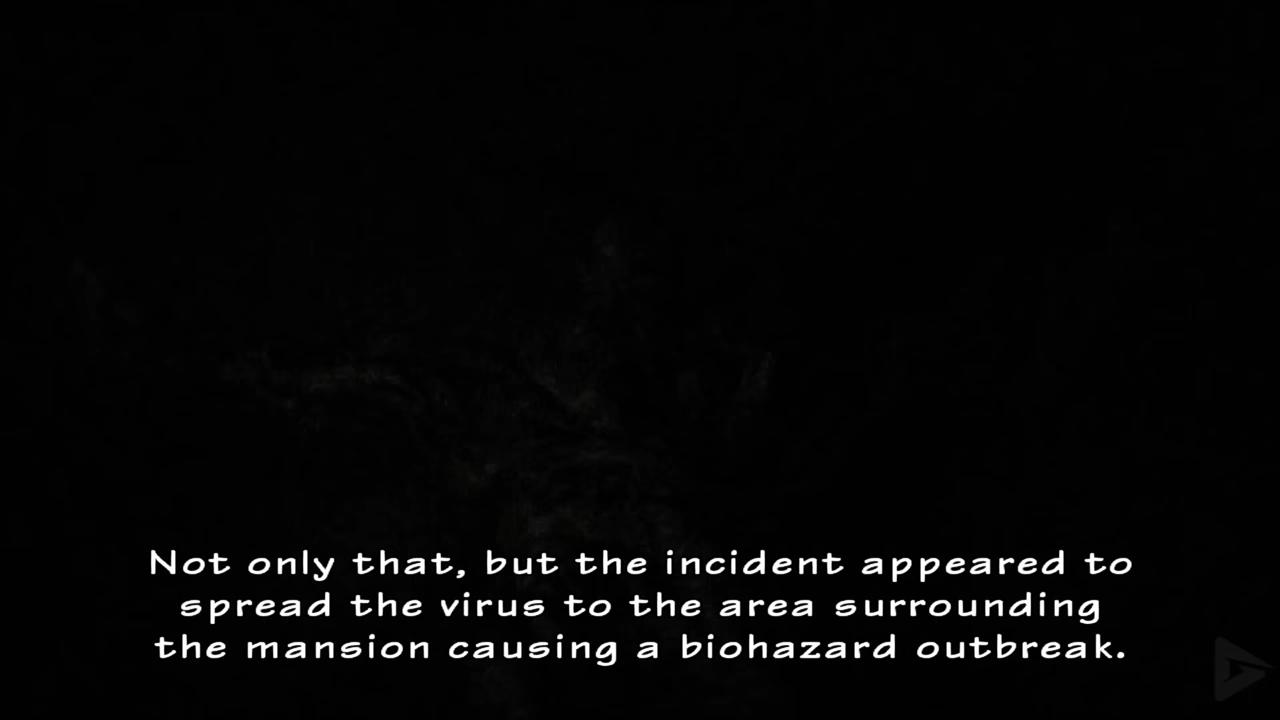 Not only that, but the incident appeared to
spread the virus to the area surrounding
the mansion causing a biohazard outbreak.